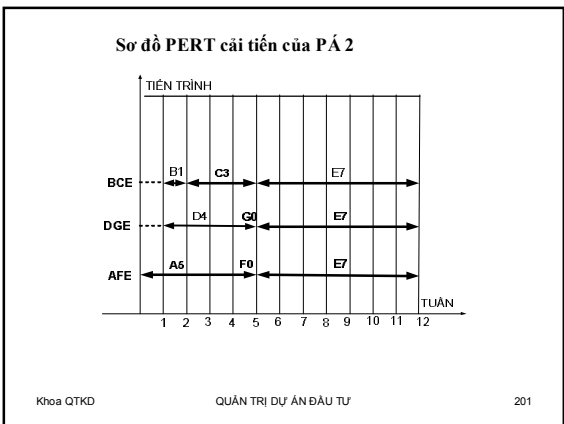 Sơ đồ PERT cải tiến của PÁ 2
TIẾN TRÌNH
BCE B1 C3 E7
DGE D4 G0 E7
AFE A5 F0 E7
TUẦN
1 2 3 4 5 6 7 8 9 10 11 12
Khoa QTKD QUẢN TRỊ DỰ ÁN ĐẦU TƯ 201